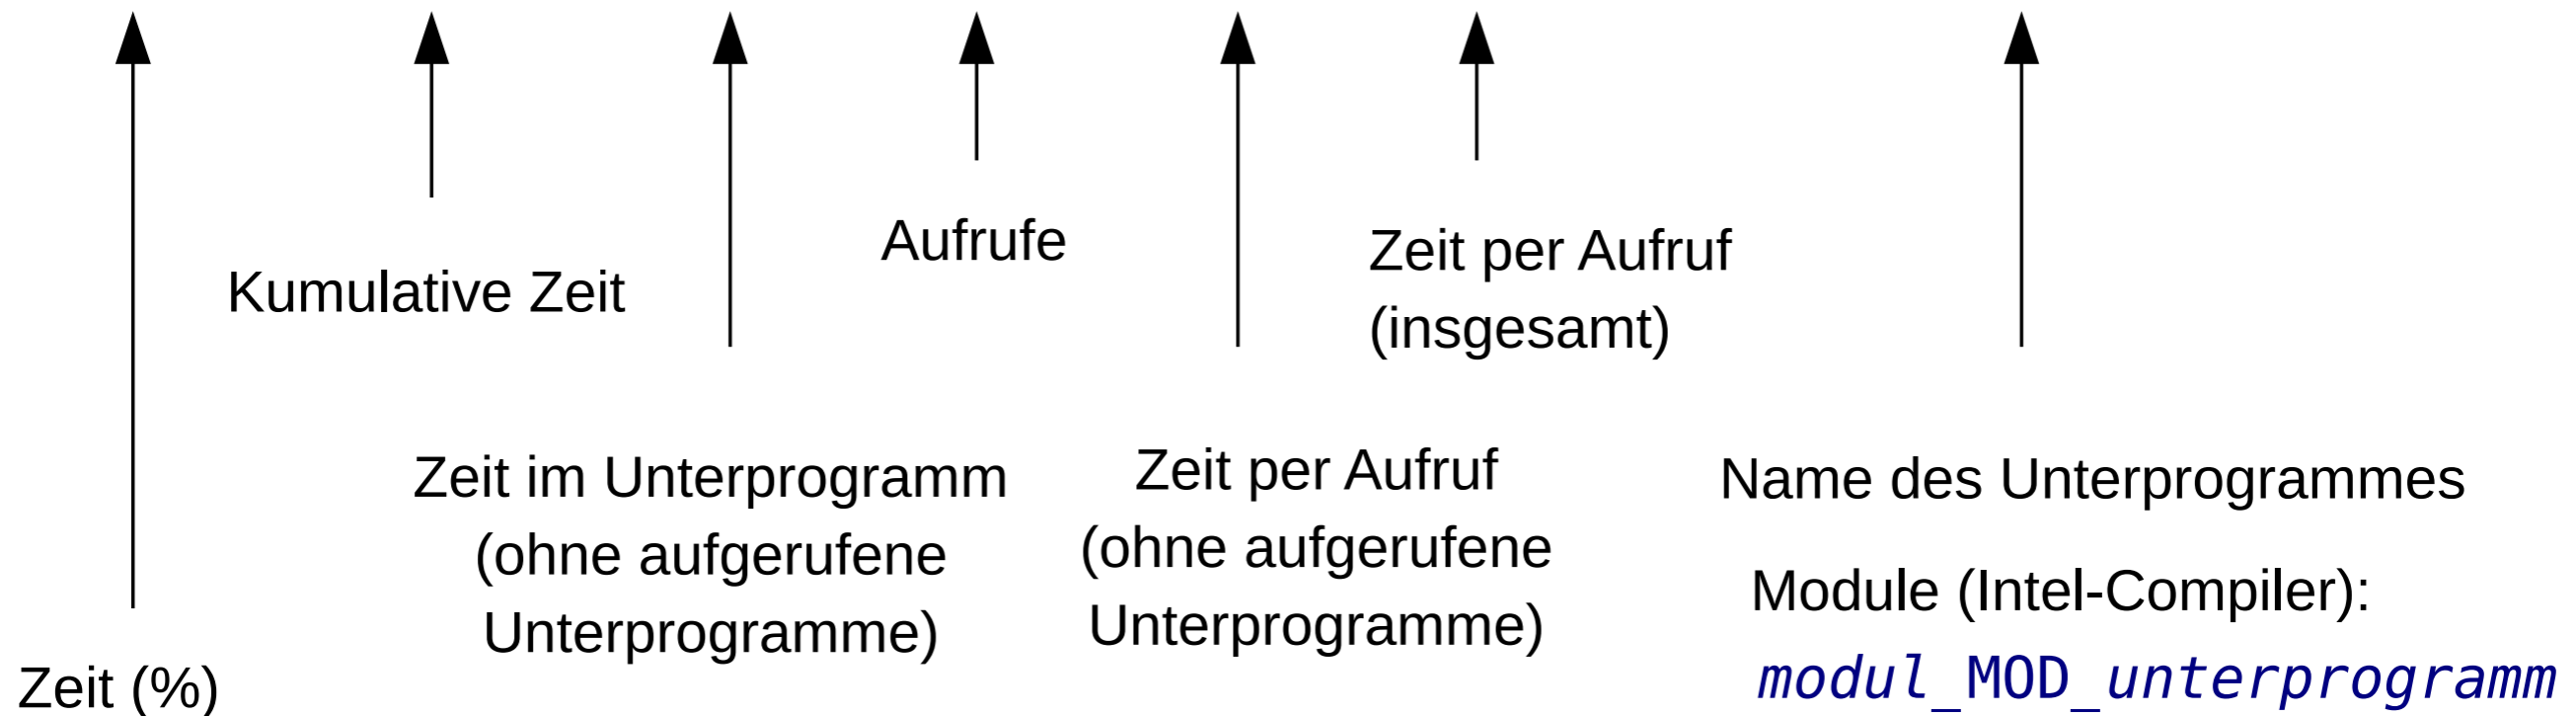 Kumulative Zeit
Aufrufe
Zeit per Aufruf
(insgesamt)
Zeit im Unterprogramm
(ohne aufgerufene
Unterprogramme)
Zeit per Aufruf
(ohne aufgerufene
Unterprogramme)
Name des Unterprogrammes
Module (Intel-Compiler):
modul_MOD_unterprogramm
Zeit (%)